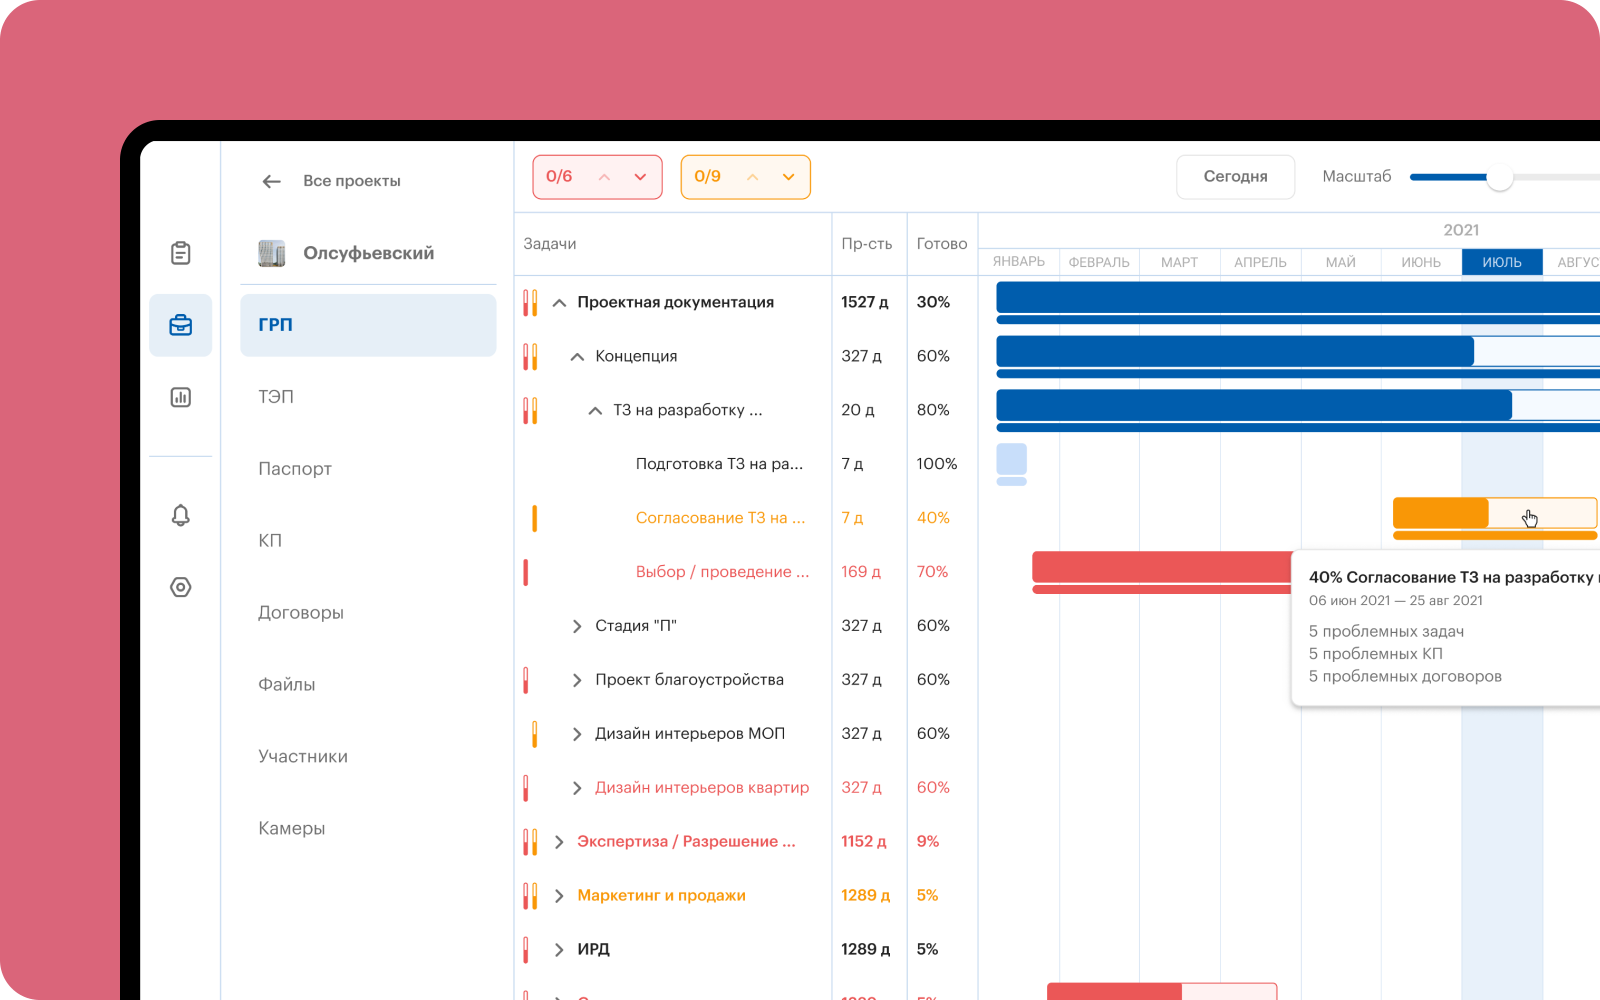 Все проекты
Олсуфьевский
ГРП
ТЭП
Паспорт
КП
Договоры
Файлы
Участники
Камеры
0/6
0/9
Сегодня
Масштаб
Задачи
Пр-сть
Готово
2021
ЯНВАРЬ ФЕВРАЛЬ МАРТ АПРЕЛЬ МАЙ ИЮНЬ ИЮЛЬ АВГУС
Проектная документация 1527 д 30%
Концепция 327 д 60%
ТЗ на разработку ... 20 д 80%
Подготовка ТЗ на ра... 7 д 100%
Согласование ТЗ на ... 7 д 40%
Выбор / проведение ... 169 д 70%
Стадия "П" 327 д 60%
Проект благоустройства 327 д 60%
Дизайн интерьеров МОП 327 д 60%
Дизайн интерьеров квартир 327 д 60%
Экспертиза / Разрешение ... 1152 д 9%
Маркетинг и продажи 1289 д 5%
ИРД 1289 д 5%
40% Согласование ТЗ на разработку
06 июн 2021 — 25 авг 2021
5 проблемных задач
5 проблемных КП
5 проблемных договоров